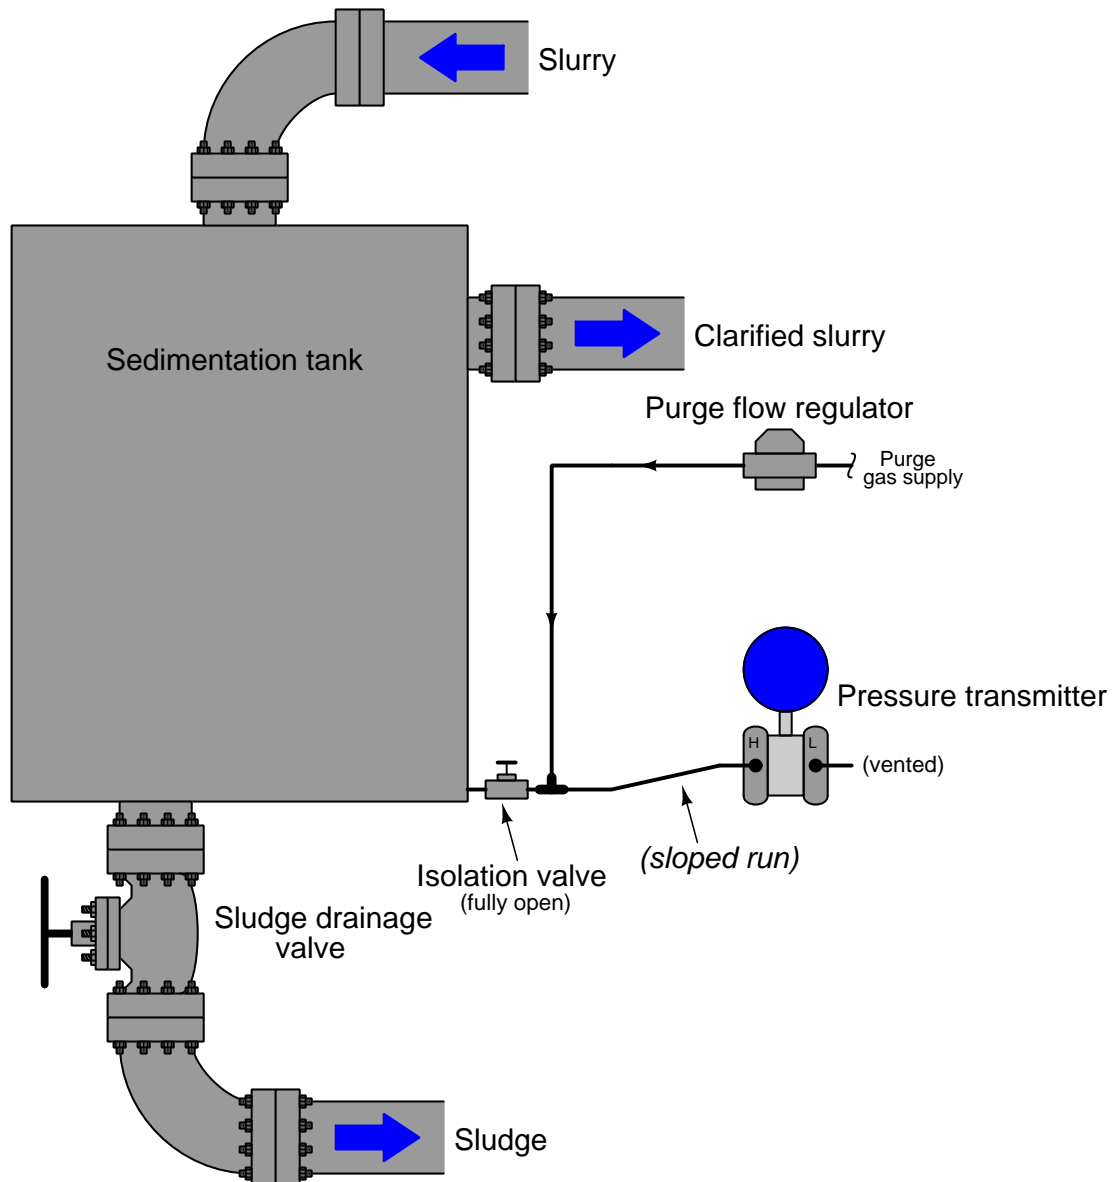 Slurry
Sedimentation tank
Clarified slurry
Purge flow regulator
Purge
gas supply
Pressure transmitter
H
L
(vented)
(sloped run)
Isolation valve
(fully open)
Sludge drainage
valve
Sludge